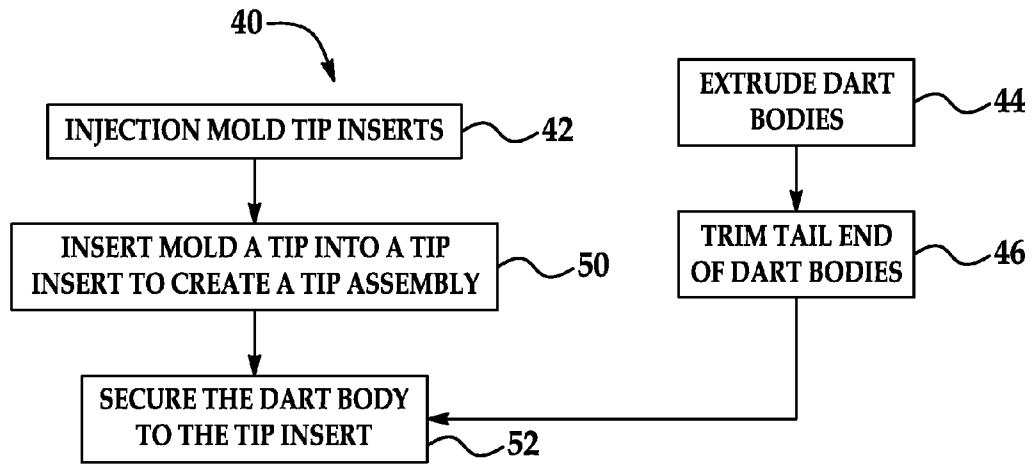 40
INJECTION MOLD TIP INSERTS
42
INSERT MOLD A TIP INTO A TIP
INSERT TO CREATE A TIP ASSEMBLY
50
SECURE THE DART BODY
TO THE TIP INSERT
52
EXTRUDE DART
BODIES
44
TRIM TAIL END
OF DART BODIES
46